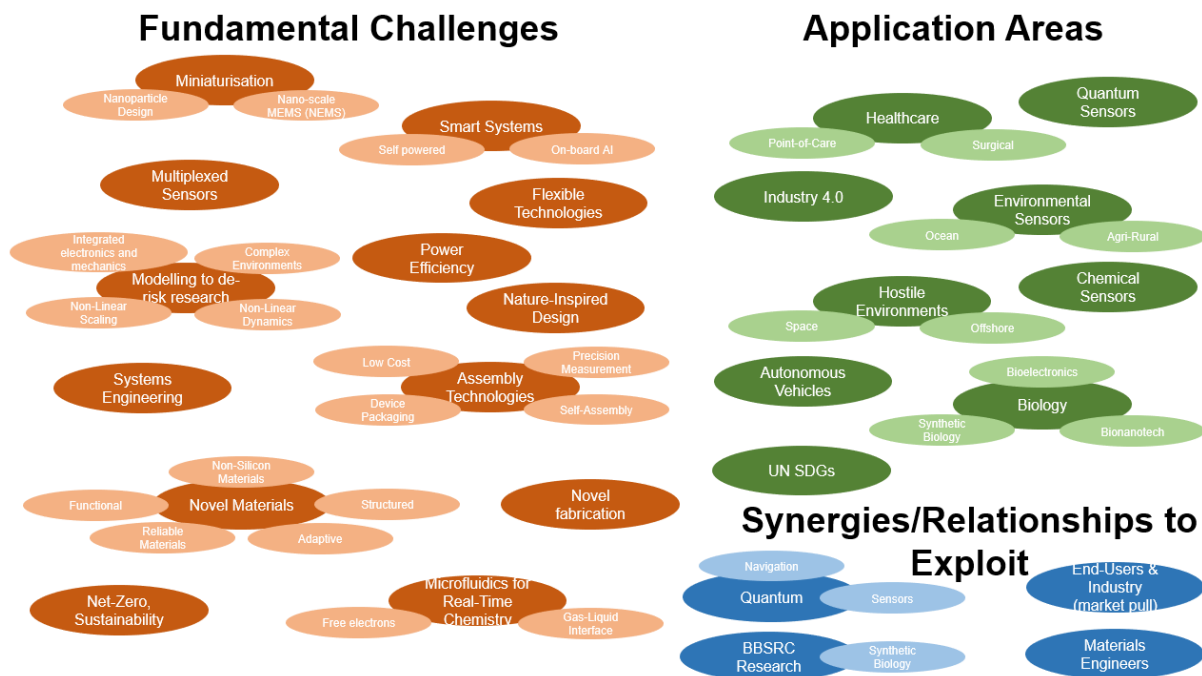 Fundamental Challenges
Miniaturisation
Nanoparticle
Design
Nano-scale
MEMS (NEMS)
Smart Systems
Self powered
On-board AI
Multiplexed
Sensors
Flexible
Technologies
Integrated
electronics and
mechanics
Complex
Environments
Modelling to de-
risk research
Non-Linear
Scaling
Non-Linear
Dynamics
Power
Efficiency
Nature-Inspired
Design
Systems
Engineering
Low Cost
Precision
Measurement
Assembly
Technologies
Device
Packaging
Self-Assembly
Non-Silicon
Materials
Functional
Novel Materials
Structured
Reliable
Materials
Adaptive
Novel
fabrication
Net-Zero,
Sustainability
Microfluidics for
Real-Time
Chemistry
Free electrons
Gas-Liquid
Interface
Application Areas
Healthcare
Point-of-Care
Surgical
Quantum
Sensors
Industry 4.0
Environmental
Sensors
Ocean
Agri-Rural
Hostile
Environments
Space
Offshore
Chemical
Sensors
Autonomous
Vehicles
Bioelectronics
Biology
Synthetic
Biology
Bionanotech
UN SDGs
Synergies/Relationships to
Exploit
Navigation
Quantum
Sensors
End-Users &
Industry
(market pull)
BBSRC
Research
Synthetic
Biology
Materials
Engineers